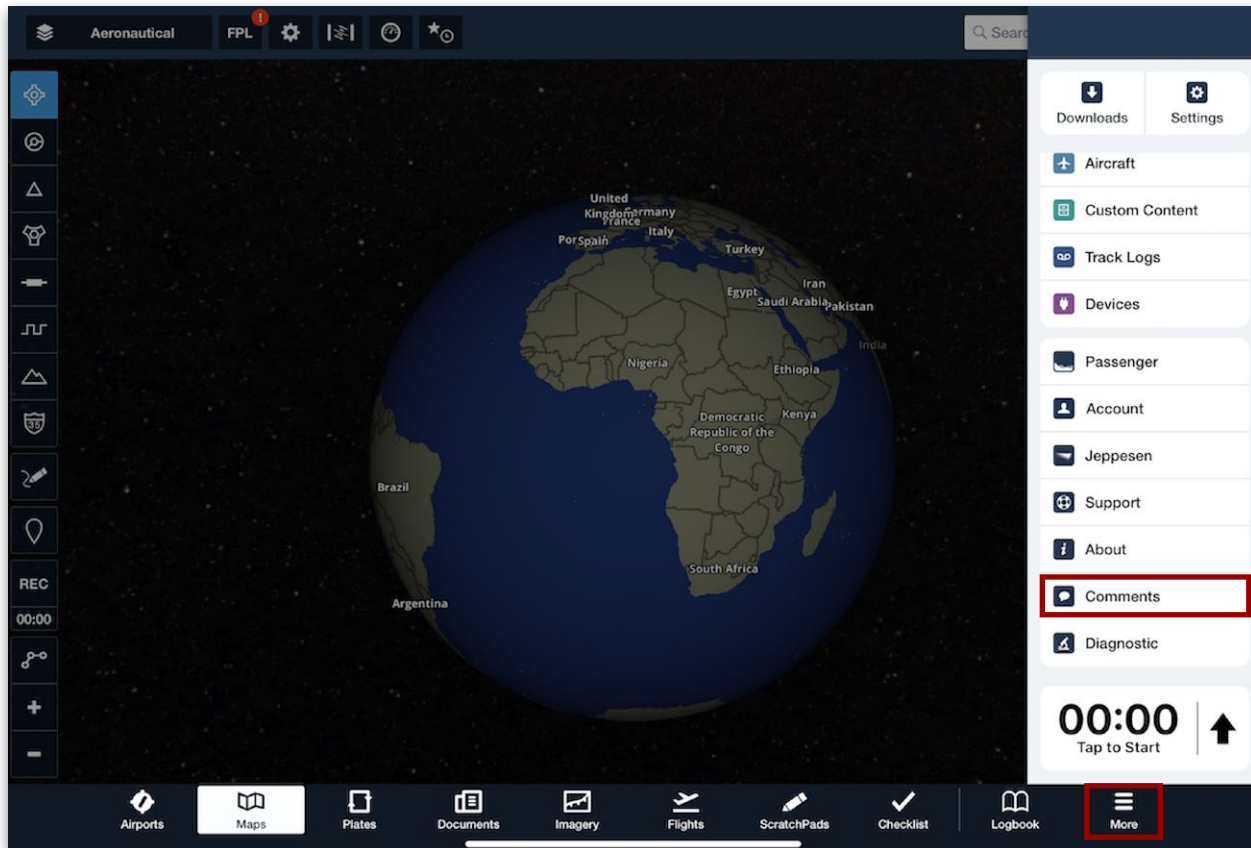 Aeronautical
FPL
!
Searc
Downloads
Settings
Aircraft
Custom Content
Track Logs
Devices
Passenger
Account
Jeppesen
Support
About
Comments
Diagnostic
00:00
Tap to Start
35
REC
00:00
United
Kingdom
Germany
France
Italy
Por
Spain
Turkey
Iran
Egypt
Saudi Arabia
Pakistan
India
Nigeria
Ethiopia
Democratic
Republic of the
Congo
Kenya
Brazil
South Africa
Argentina
Airports
Maps
Plates
Documents
Imagery
Flights
ScratchPads
Checklist
Logbook
More